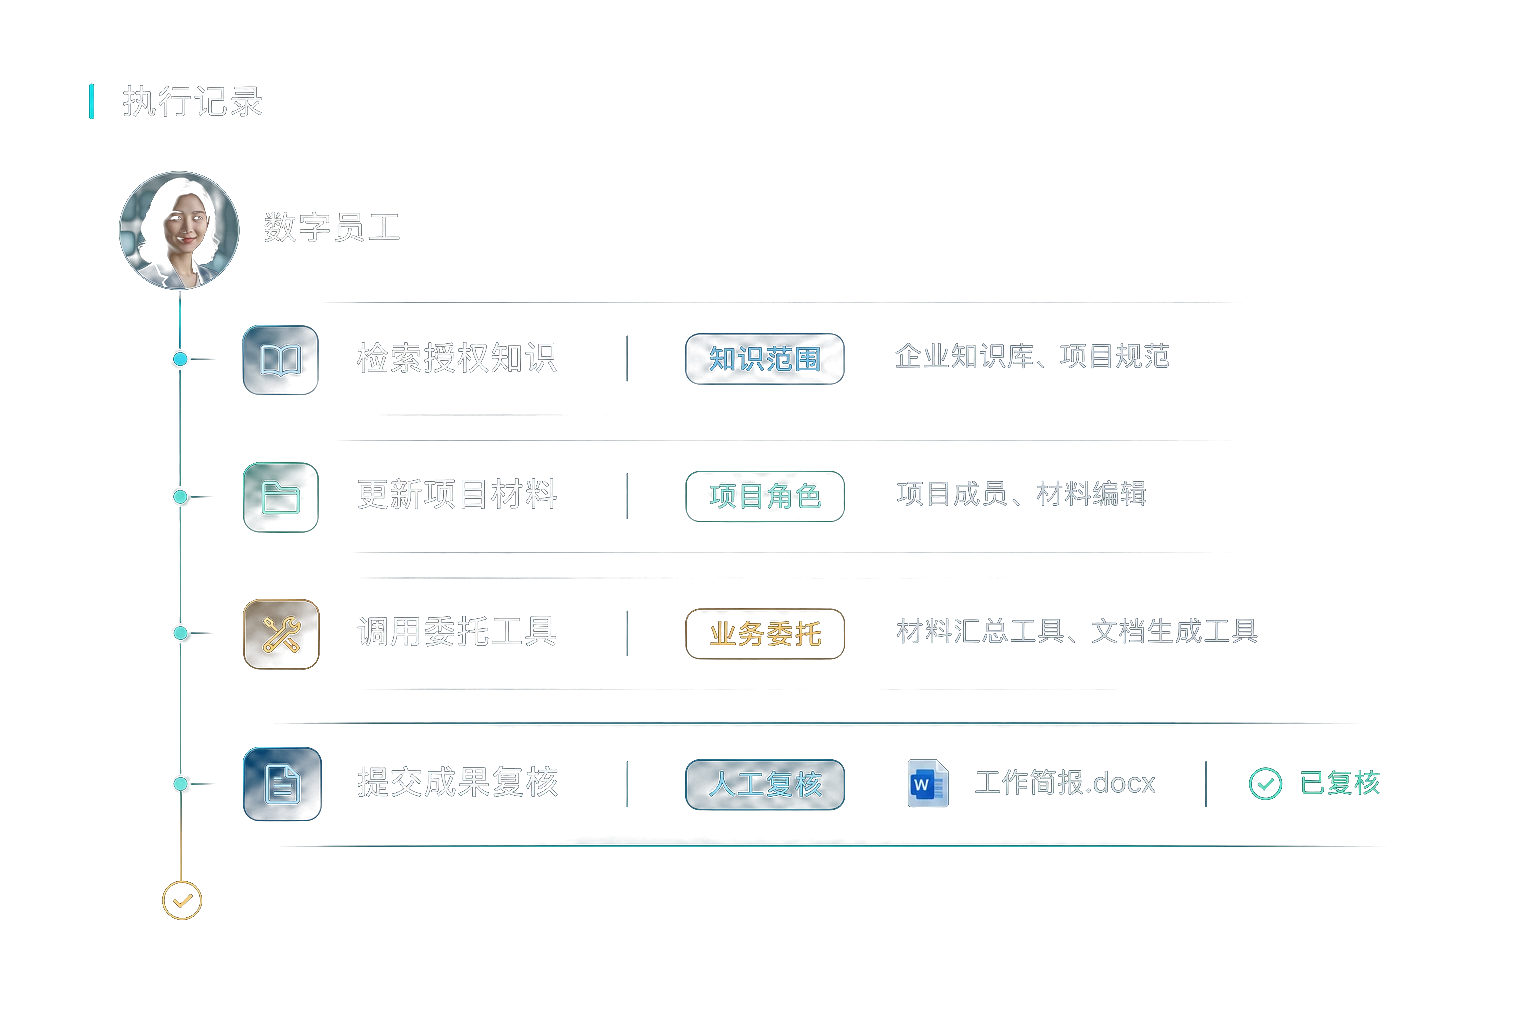 执行记录
数字员工
检索授权知识 知识范围 企业知识库、项目规范
更新项目材料 项目角色 项目成员、材料编辑
调用委托工具 业务委托 材料汇总工具、文档生成工具
提交成果复核 人工复核 W 工作简报.docx 已复核